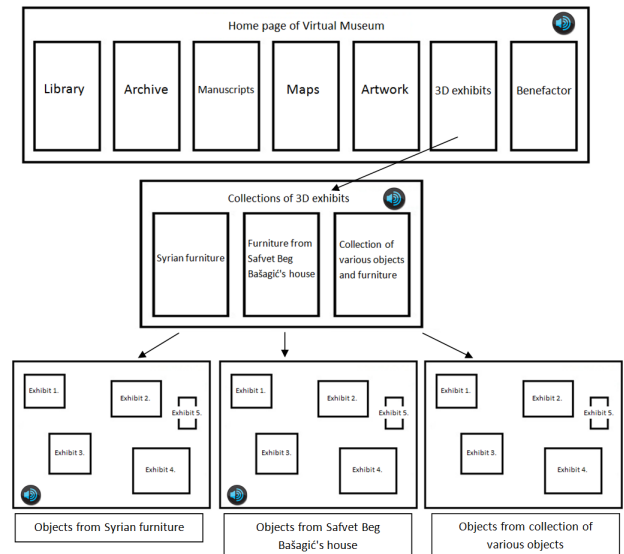 Home page of Virtual Museum
Library
Archive
Manuscripts
Maps
Artwork
3D exhibits
Benefactor
Collections of 3D exhibits
Syrian furniture
Furniture from
Safvet Beg
Bašagić's house
Collection of
various objects
and furniture
Exhibit 1.
Exhibit 2.
Exhibit 5.
Exhibit 3.
Exhibit 4.
Objects from Syrian furniture
Exhibit 1.
Exhibit 2.
Exhibit 5.
Exhibit 3.
Exhibit 4.
Objects from Safvet Beg
Bašagić's house
Exhibit 1.
Exhibit 2.
Exhibit 5.
Exhibit 3.
Exhibit 4.
Objects from collection of
various objects